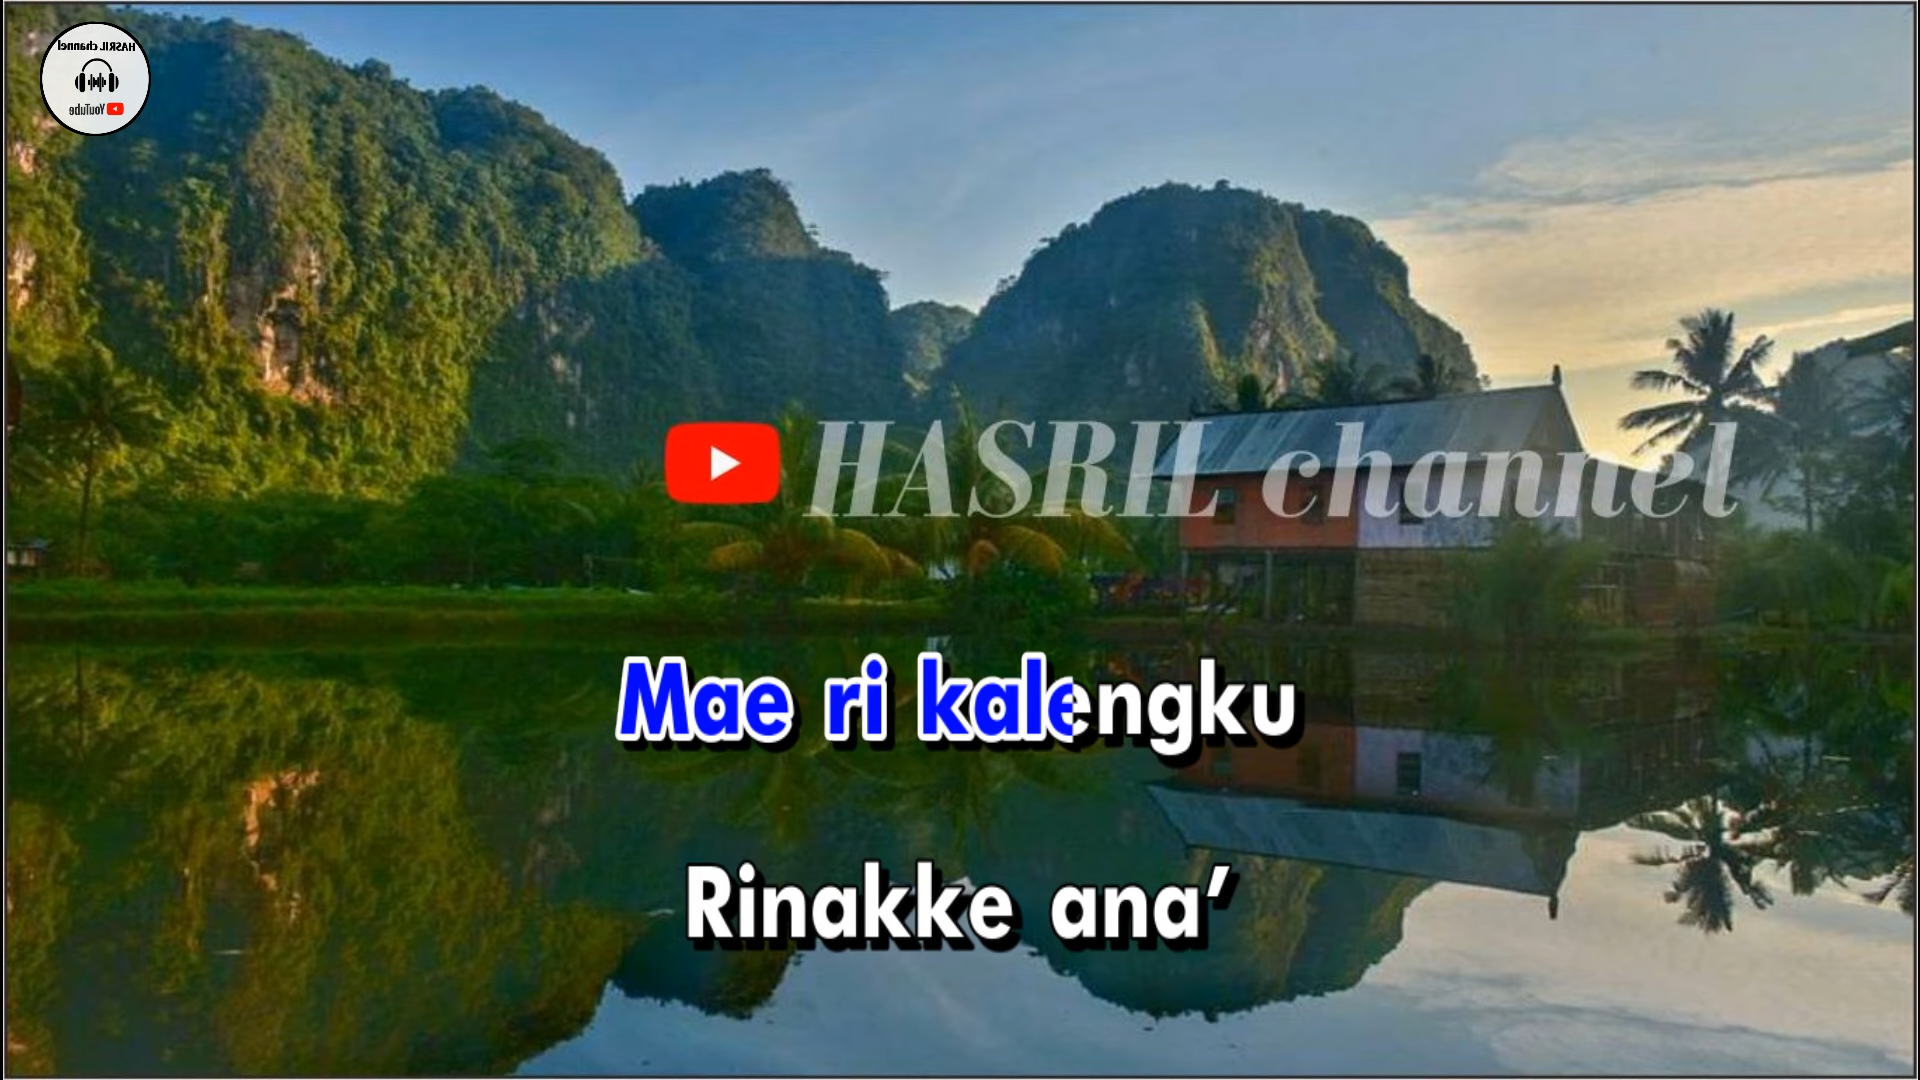 HASRIL channel
YouTube
HASRIL channel
Mae ri kalengku
Rinakke ana’